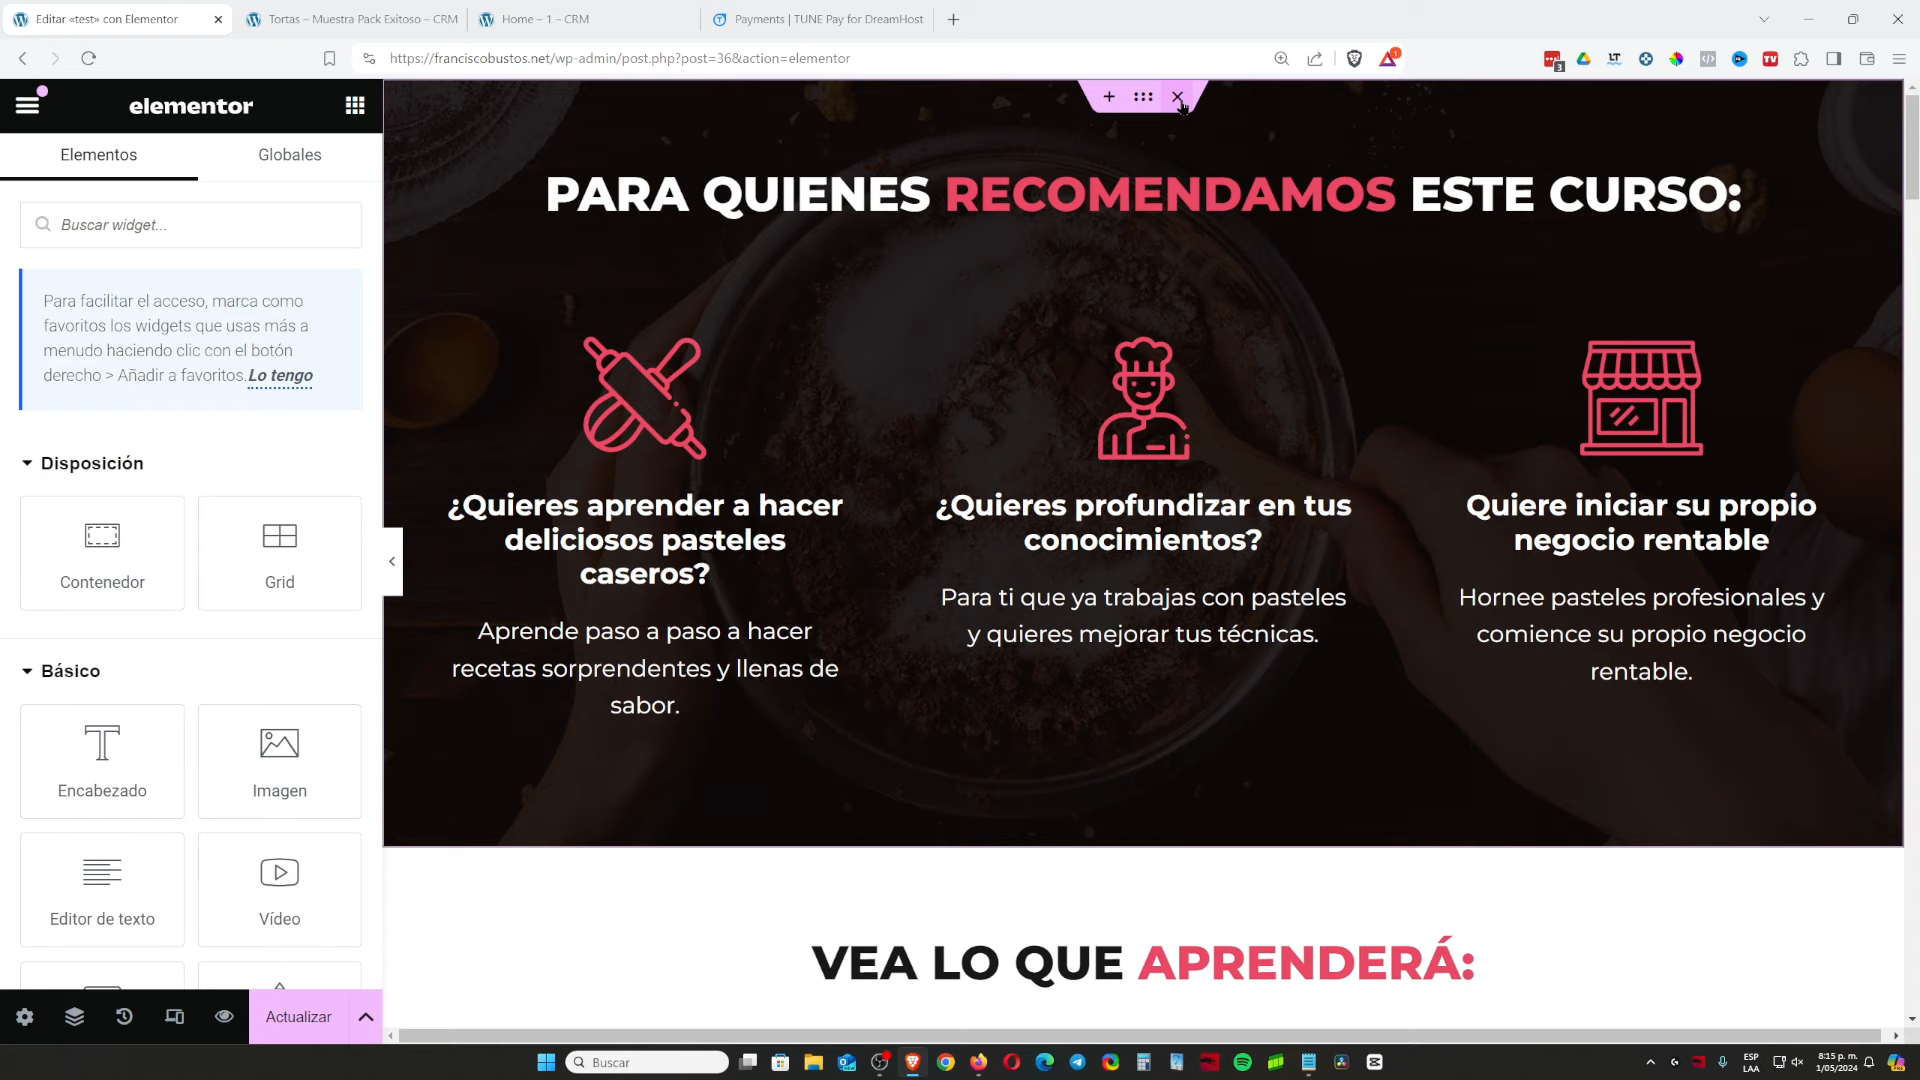 Editar «test» con Elementor
Tortas – Muestra Pack Exitoso – CRM
Home – 1 – CRM
Payments | TUNE Pay for DreamHost
https://franciscobustos.net/wp-admin/post.php?post=36&action=elementor
1
3
LT
TV
elementor
Elementos
Globales
Buscar widget...
Para facilitar el acceso, marca como
favoritos los widgets que usas más a
menudo haciendo clic con el botón
derecho > Añadir a favoritos. Lo tengo
Disposición
Contenedor
Grid
Básico
Encabezado
Imagen
Editor de texto
Vídeo
Actualizar
PARA QUIENES RECOMENDAMOS ESTE CURSO:
¿Quieres aprender a hacer
deliciosos pasteles
caseros?
Aprende paso a paso a hacer
recetas sorprendentes y llenas de
sabor.
¿Quieres profundizar en tus
conocimientos?
Para ti que ya trabajas con pasteles
y quieres mejorar tus técnicas.
Quiere iniciar su propio
negocio rentable
Hornee pasteles profesionales y
comience su propio negocio
rentable.
VEA LO QUE APRENDERÁ:
Buscar
ESP
LAA
8:15 p. m.
1/05/2024